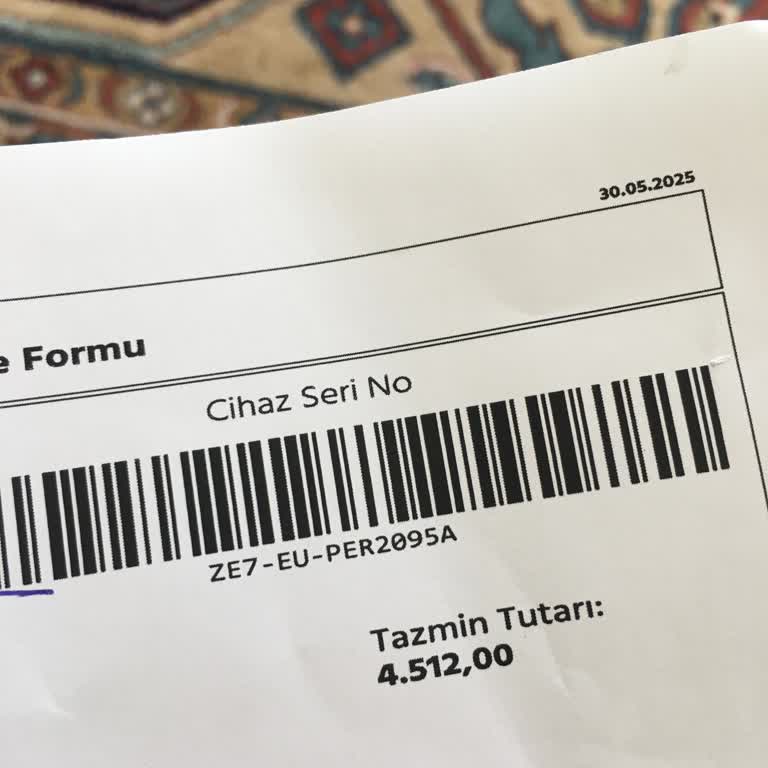 30.05.2025
e Formu
Cihaz Seri No
ZE7-EU-PER2095A
Tazmin Tutarı:
4.512,00